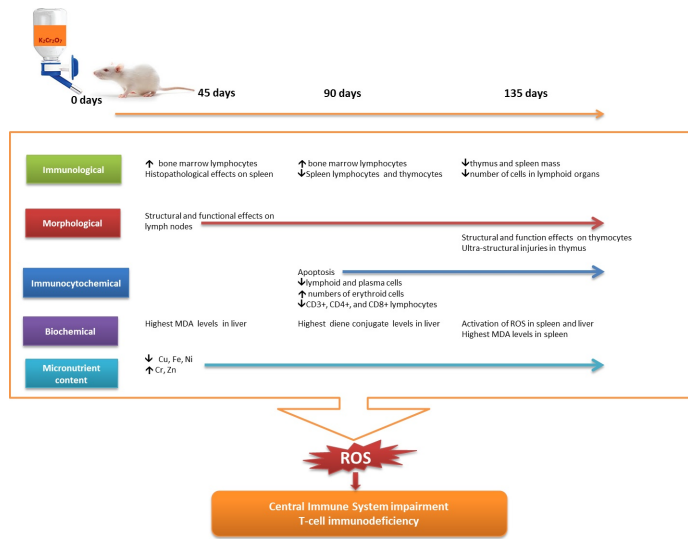 K₂Cr₂O₇
0 days
45 days
90 days
135 days
Immunological
↑ bone marrow lymphocytes
Histopathological effects on spleen
↑ bone marrow lymphocytes
↓Spleen lymphocytes and thymocytes
↓thymus and spleen mass
↓number of cells in lymphoid organs
Morphological
Structural and functional effects on
lymph nodes
Structural and function effects on thymocytes
Ultra-structural injuries in thymus
Immunocytochemical
Apoptosis
↓lymphoid and plasma cells
↑ numbers of erythroid cells
↓CD3+, CD4+, and CD8+ lymphocytes
Biochemical
Highest MDA levels in liver
Highest diene conjugate levels in liver
Activation of ROS in spleen and liver
Highest MDA levels in spleen
Micronutrient
content
↓ Cu, Fe, Ni
↑Cr, Zn
ROS
Central Immune System impairment
T-cell immunodeficiency